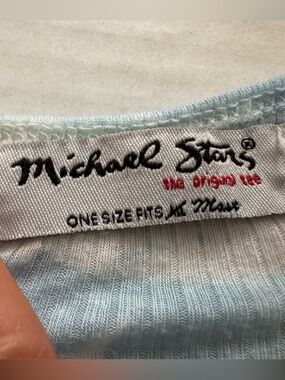 Michael Stars®
the original tee
ONE SIZE FITS Most